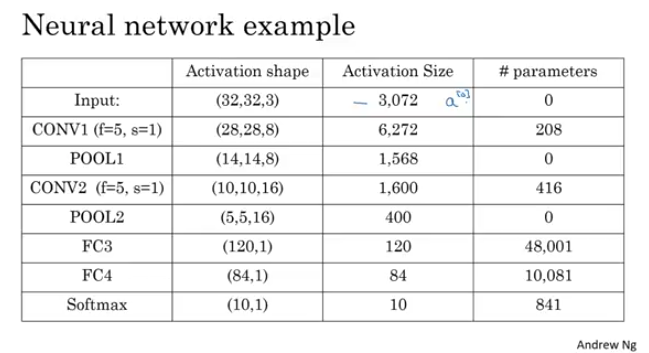 Neural network example
Activation shape Activation Size # parameters
Input: (32,32,3) – 3,072 a[0] 0
CONV1 (f=5, s=1) (28,28,8) 6,272 208
POOL1 (14,14,8) 1,568 0
CONV2 (f=5, s=1) (10,10,16) 1,600 416
POOL2 (5,5,16) 400 0
FC3 (120,1) 120 48,001
FC4 (84,1) 84 10,081
Softmax (10,1) 10 841
Andrew Ng